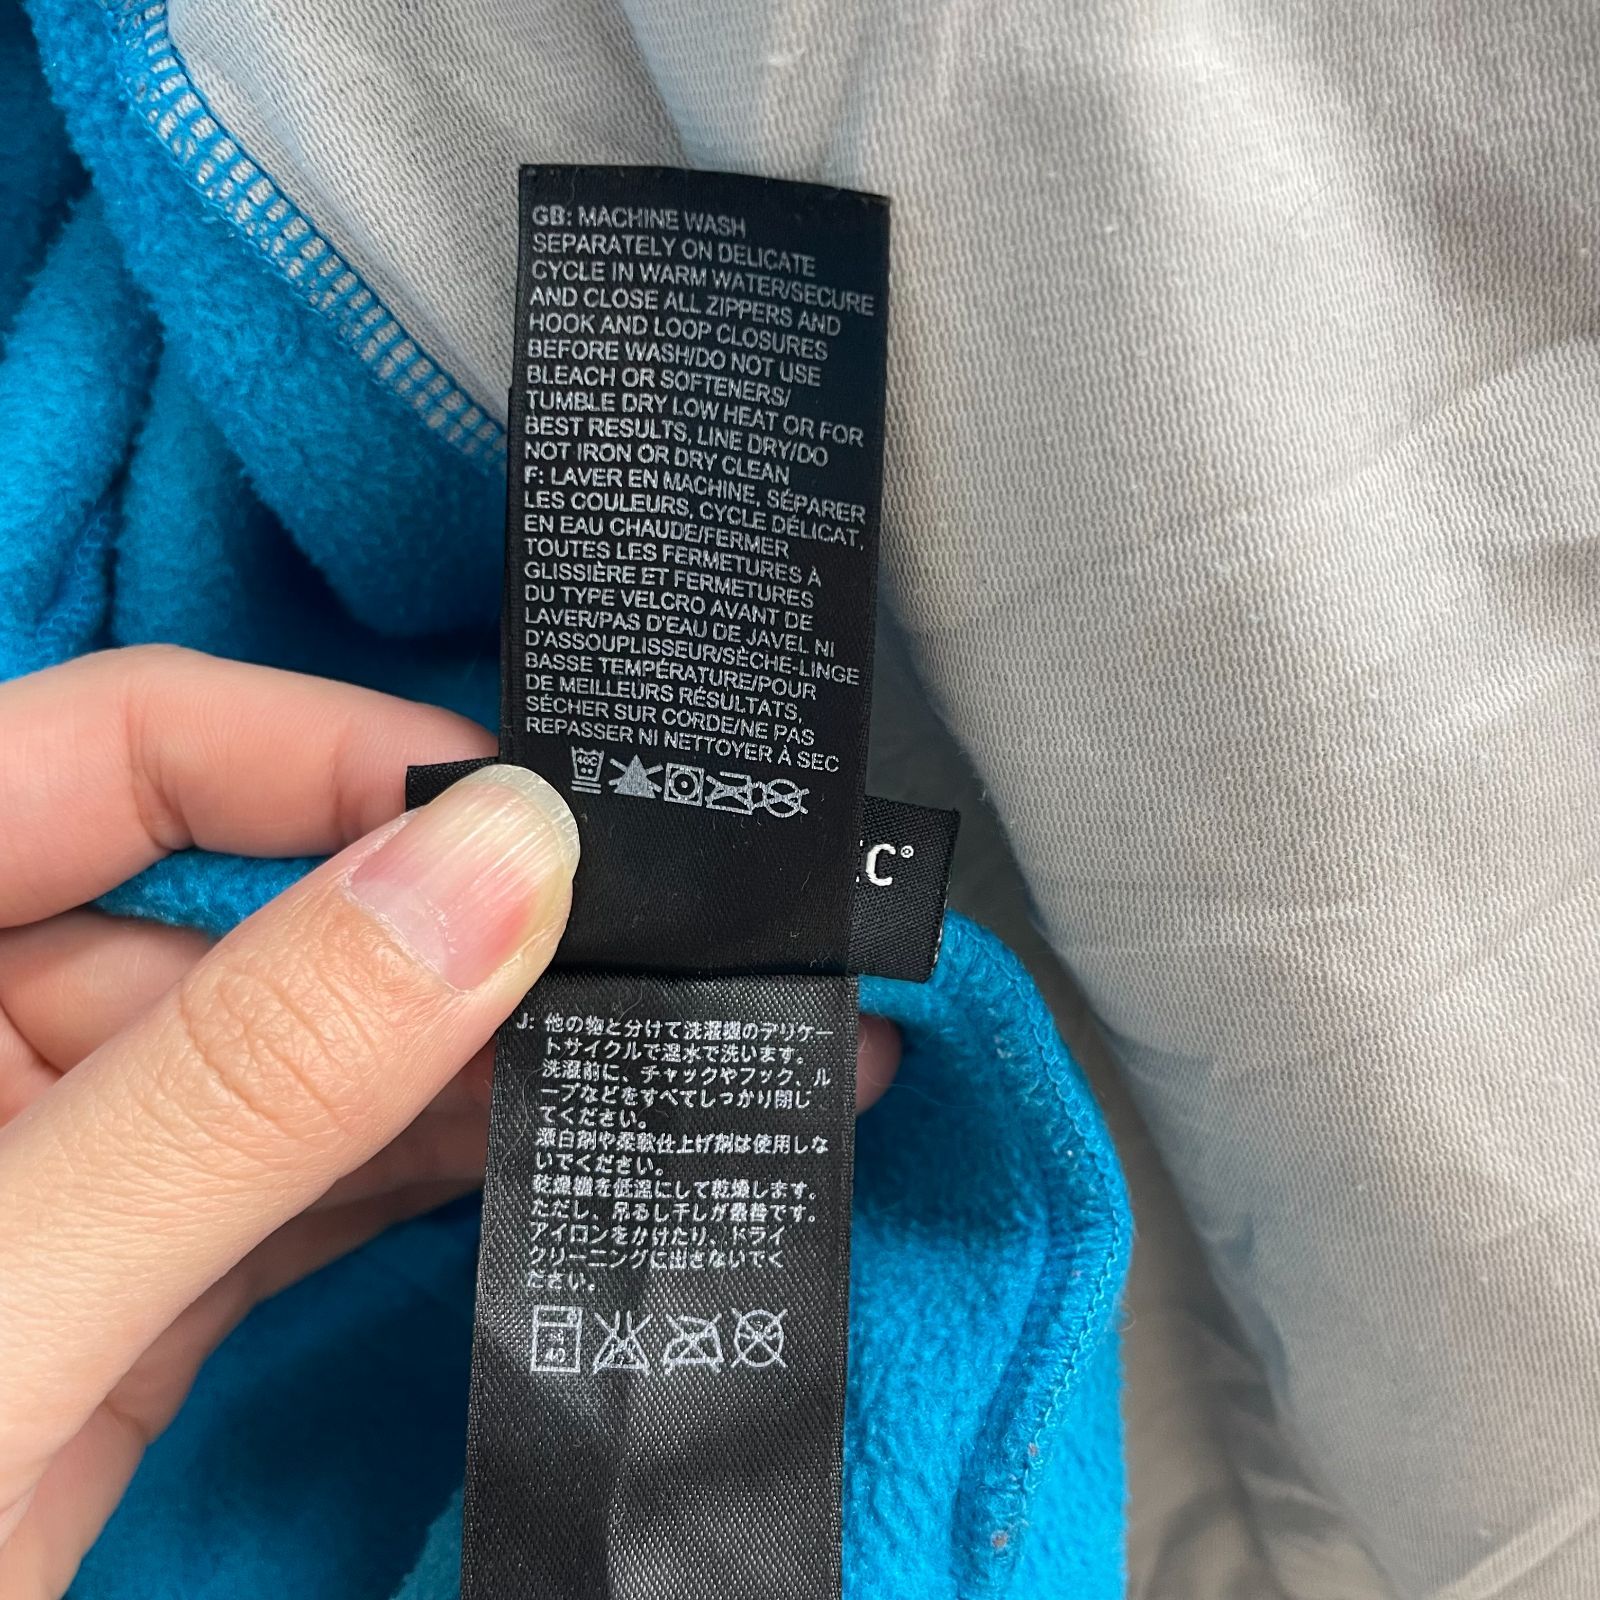 GB: MACHINE WASH
SEPARATELY ON DELICATE
CYCLE IN WARM WATER/SECURE
AND CLOSE ALL ZIPPERS AND
HOOK AND LOOP CLOSURES
BEFORE WASH/DO NOT USE
BLEACH OR SOFTENERS/
TUMBLE DRY LOW HEAT OR FOR
BEST RESULTS, LINE DRY/DO
NOT IRON OR DRY CLEAN
F: LAVER EN MACHINE, SÉPARER
LES COULEURS, CYCLE DÉLICAT,
EN EAU CHAUDE/FERMER
TOUTES LES FERMETURES À
GLISSIÈRE ET FERMETURES
DU TYPE VELCRO AVANT DE
LAVER/PAS D'EAU DE JAVEL NI
D'ASSOUPLISSEUR/SÈCHE-LINGE
BASSE TEMPÉRATURE/POUR
DE MEILLEURS RÉSULTATS,
SÉCHER SUR CORDE/NE PAS
REPASSER NI NETTOYER À SEC
40C
C®
J: 他の物と分けて洗濯機のデリケー
トサイクルで温水で洗います。
洗濯前に、チャックやフック、ル
ープなどをすべてしっかり閉じ
てください。
漂白剤や柔軟仕上げ剤は使用しな
いでください。
乾燥機を低温にして乾燥します。
ただし、吊るし干しが最善です。
アイロンをかけたり、ドライ
クリーニングに出さないでく
ださい。
40